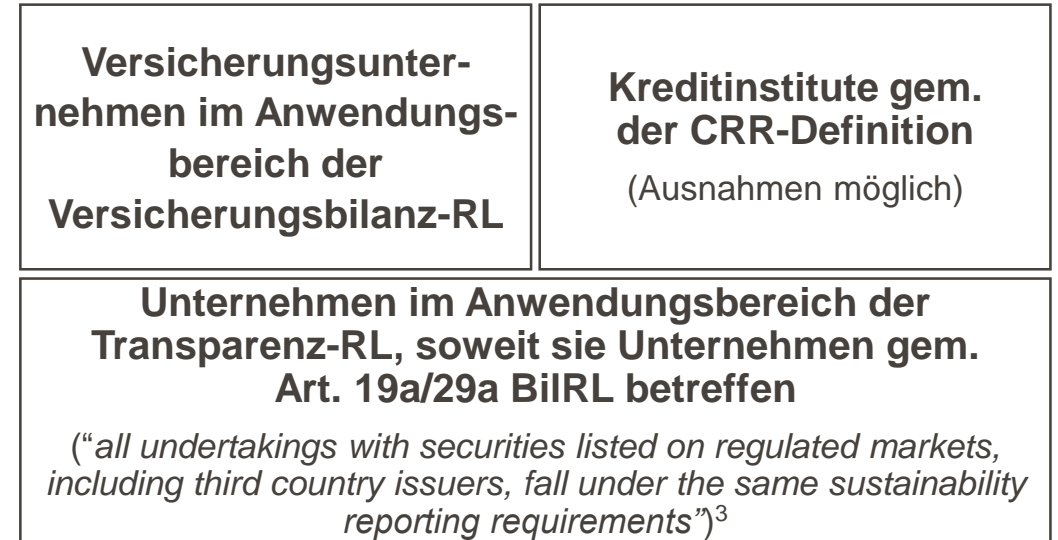 Versicherungsunter-
nehmen im Anwendungs-
bereich der
Versicherungsbilanz-RL
Kreditinstitute gem.
der CRR-Definition
(Ausnahmen möglich)
Unternehmen im Anwendungsbereich der
Transparenz-RL, soweit sie Unternehmen gem.
Art. 19a/29a BilRL betreffen
(“all undertakings with securities listed on regulated markets,
including third country issuers, fall under the same sustainability
reporting requirements”)³